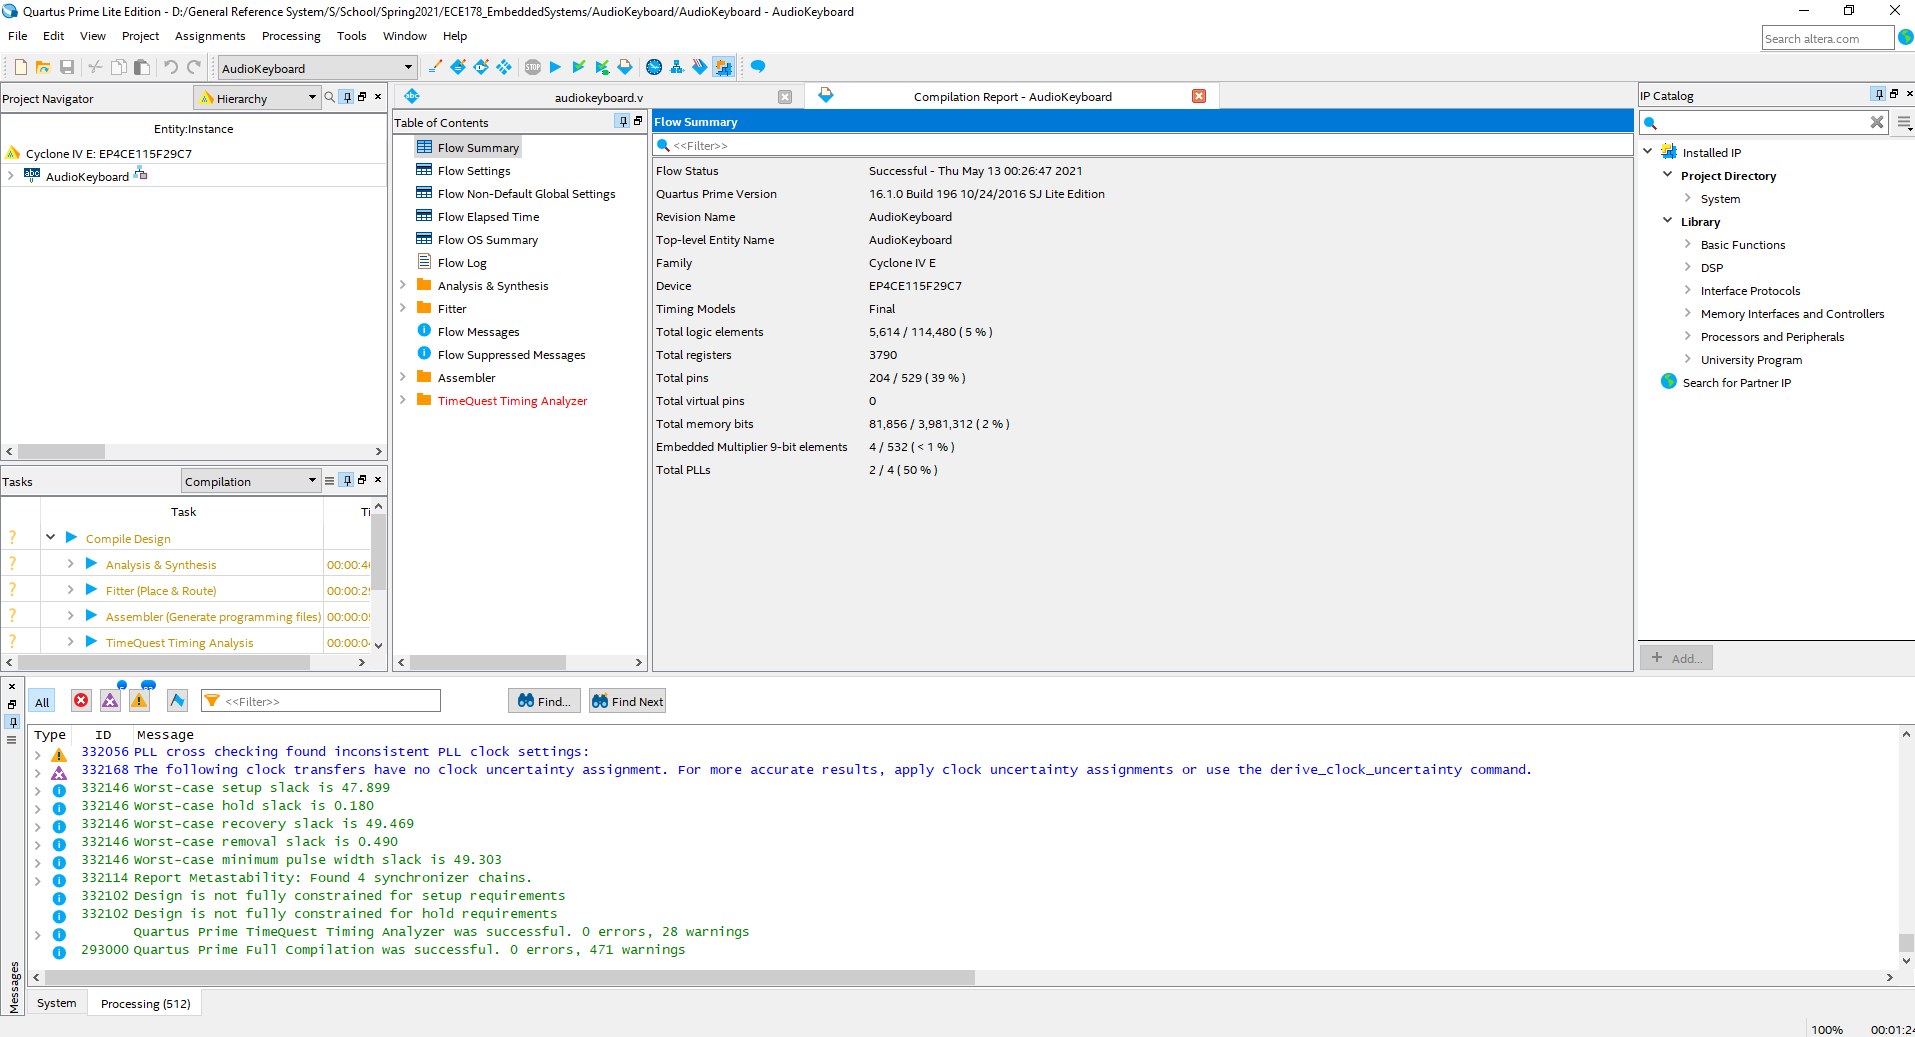 Quartus Prime Lite Edition - D:/General Reference System/S/School/Spring2021/ECE178_EmbeddedSystems/AudioKeyboard/AudioKeyboard - AudioKeyboard
File Edit View Project Assignments Processing Tools Window Help
Search altera.com
AudioKeyboard
Project Navigator Hierarchy
Entity:Instance
Cyclone IV E: EP4CE115F29C7
AudioKeyboard
Tasks Compilation
Task
Compile Design
Analysis & Synthesis 00:00:4
Fitter (Place & Route) 00:00:2
Assembler (Generate programming files) 00:00:0
TimeQuest Timing Analysis 00:00:0
audiokeyboard.v
Compilation Report - AudioKeyboard
Table of Contents
Flow Summary
Flow Settings
Flow Non-Default Global Settings
Flow Elapsed Time
Flow OS Summary
Flow Log
Analysis & Synthesis
Fitter
Flow Messages
Flow Suppressed Messages
Assembler
TimeQuest Timing Analyzer
Flow Summary
<<Filter>>
Flow Status Successful - Thu May 13 00:26:47 2021
Quartus Prime Version 16.1.0 Build 196 10/24/2016 SJ Lite Edition
Revision Name AudioKeyboard
Top-level Entity Name AudioKeyboard
Family Cyclone IV E
Device EP4CE115F29C7
Timing Models Final
Total logic elements 5,614 / 114,480 ( 5 % )
Total registers 3790
Total pins 204 / 529 ( 39 % )
Total virtual pins 0
Total memory bits 81,856 / 3,981,312 ( 2 % )
Embedded Multiplier 9-bit elements 4 / 532 ( < 1 % )
Total PLLs 2 / 4 ( 50 % )
IP Catalog
Installed IP
Project Directory
System
Library
Basic Functions
DSP
Interface Protocols
Memory Interfaces and Controllers
Processors and Peripherals
University Program
Search for Partner IP
+ Add...
All <<Filter>> Find... Find Next
Type ID Message
332056 PLL cross checking found inconsistent PLL clock settings:
332168 The following clock transfers have no clock uncertainty assignment. For more accurate results, apply clock uncertainty assignments or use the derive_clock_uncertainty command.
332146 Worst-case setup slack is 47.899
332146 Worst-case hold slack is 0.180
332146 Worst-case recovery slack is 49.469
332146 Worst-case removal slack is 0.490
332146 Worst-case minimum pulse width slack is 49.303
332114 Report Metastability: Found 4 synchronizer chains.
332102 Design is not fully constrained for setup requirements
332102 Design is not fully constrained for hold requirements
Quartus Prime TimeQuest Timing Analyzer was successful. 0 errors, 28 warnings
293000 Quartus Prime Full Compilation was successful. 0 errors, 471 warnings
Messages
System Processing (512)
100% 00:01:24